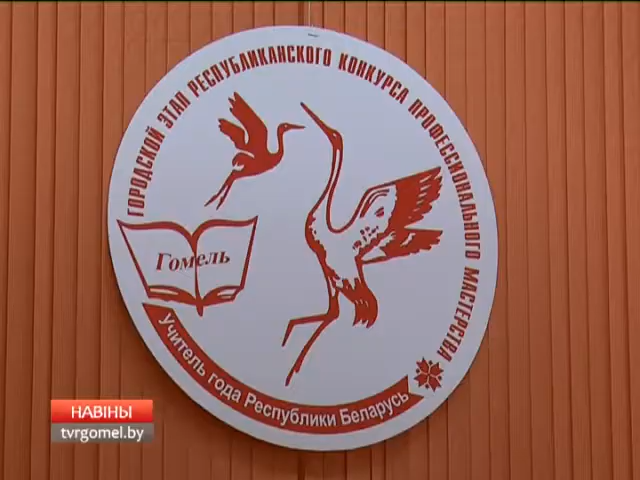 ГОРОДСКОЙ ЭТАП РЕСПУБЛИКАНСКОГО КОНКУРСА ПРОФЕССИОНАЛЬНОГО МАСТЕРСТВА
Гомель
Учитель года Республики Беларусь
НАВІНЫ
tvrgomel.by